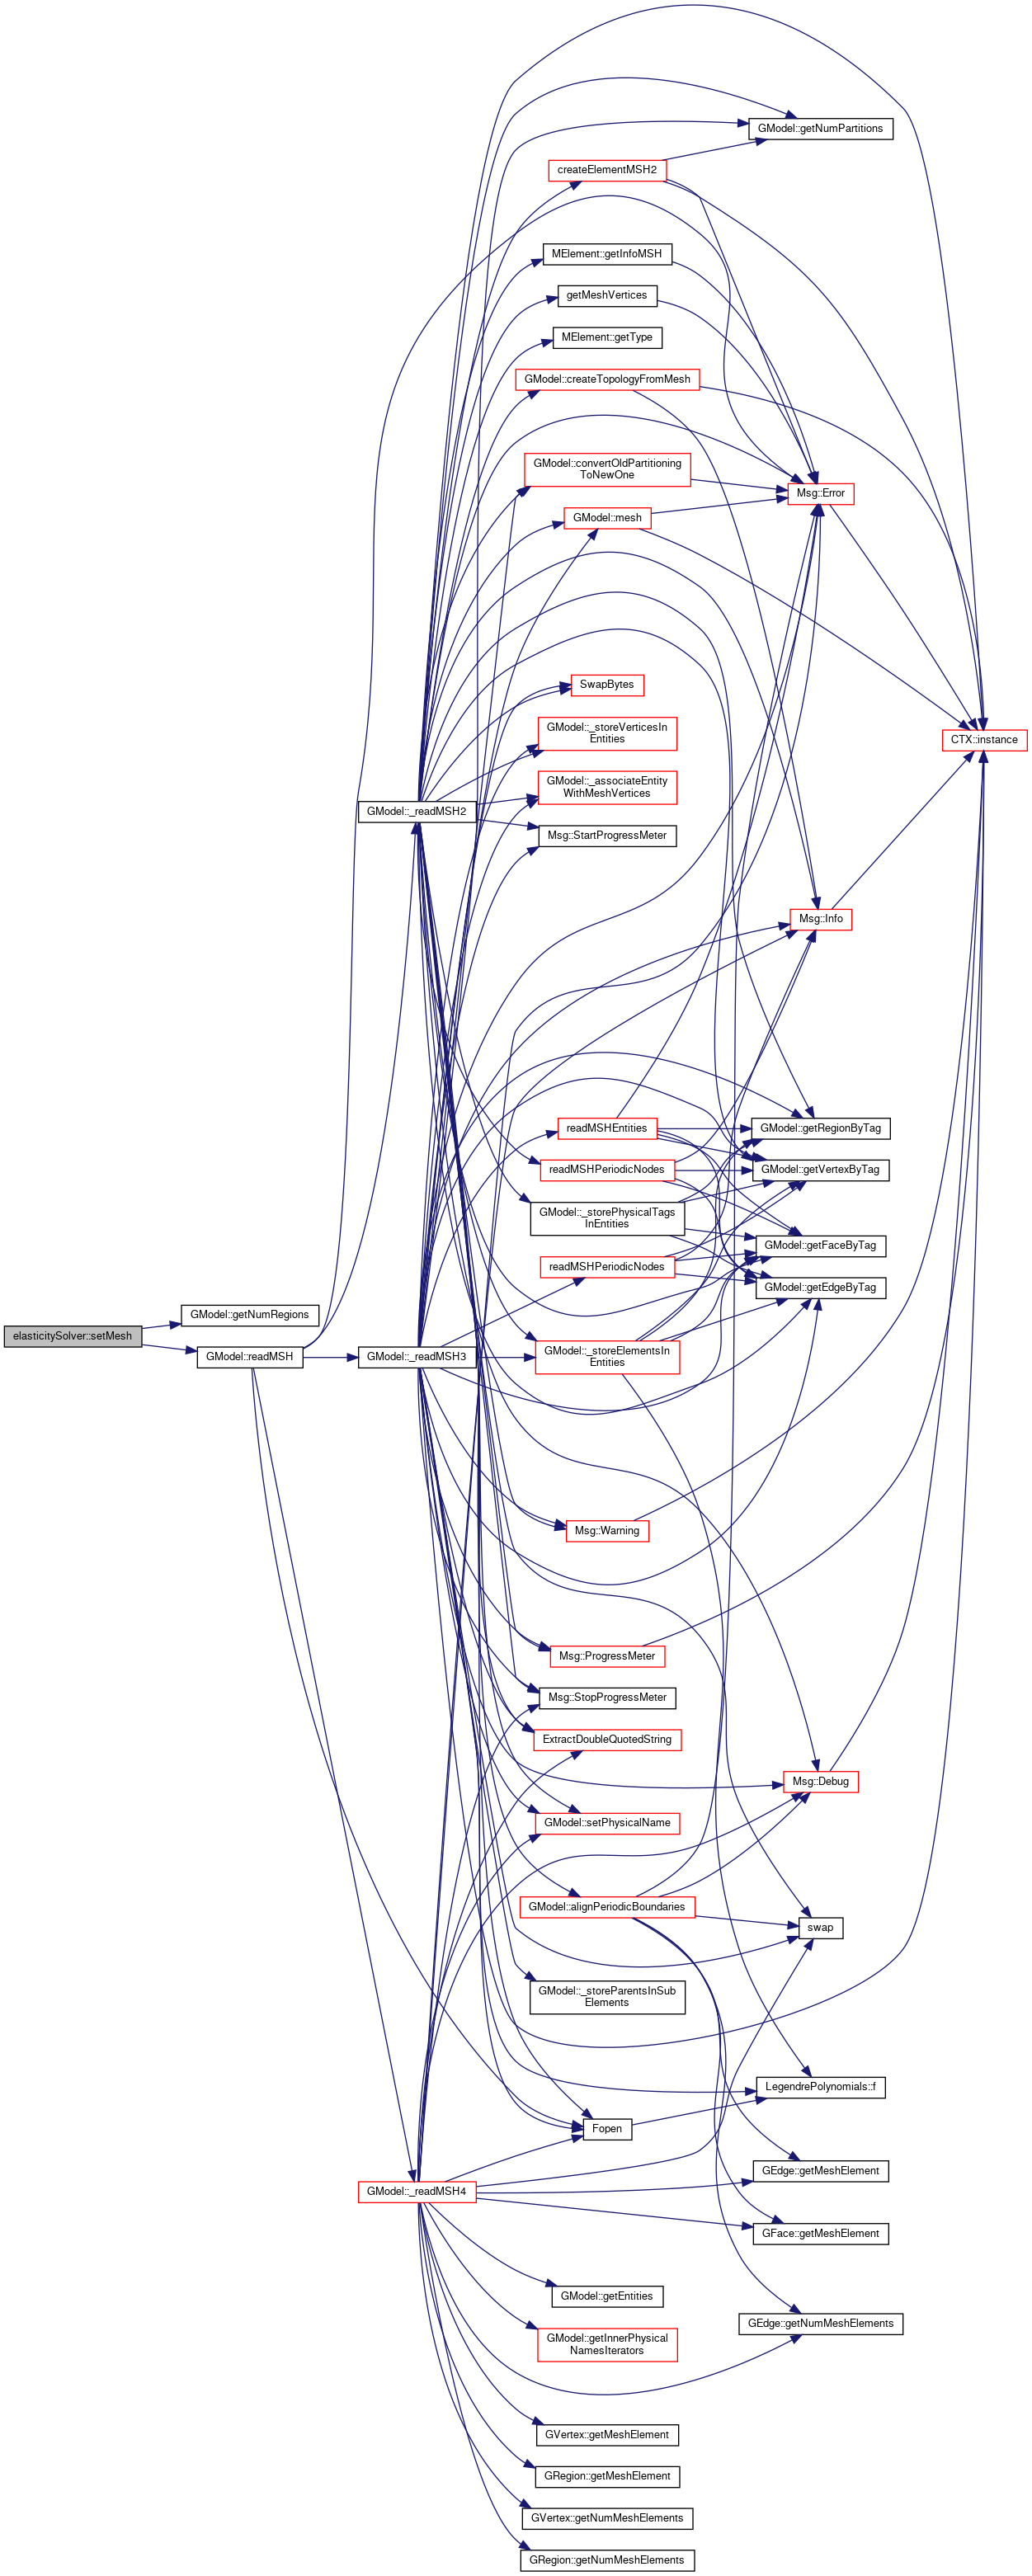 GModel::getNumPartitions
createElementMSH2
MElement::getInfoMSH
getMeshVertices
MElement::getType
GModel::createTopologyFromMesh
GModel::convertOldPartitioning
ToNewOne
Msg::Error
GModel::mesh
SwapBytes
GModel::_storeVerticesIn
Entities
CTX::instance
GModel::_associateEntity
WithMeshVertices
GModel::_readMSH2
Msg::StartProgressMeter
Msg::Info
readMSHEntities
GModel::getRegionByTag
readMSHPeriodicNodes
GModel::getVertexByTag
GModel::_storePhysicalTags
InEntities
GModel::getFaceByTag
readMSHPeriodicNodes
GModel::getEdgeByTag
GModel::getNumRegions
elasticitySolver::setMesh
GModel::readMSH
GModel::_readMSH3
GModel::_storeElementsIn
Entities
Msg::Warning
Msg::ProgressMeter
Msg::StopProgressMeter
ExtractDoubleQuotedString
Msg::Debug
GModel::setPhysicalName
GModel::alignPeriodicBoundaries
swap
GModel::_storeParentsInSub
Elements
LegendrePolynomials::f
Fopen
GEdge::getMeshElement
GModel::_readMSH4
GFace::getMeshElement
GModel::getEntities
GEdge::getNumMeshElements
GModel::getInnerPhysical
NamesIterators
GVertex::getMeshElement
GRegion::getMeshElement
GVertex::getNumMeshElements
GRegion::getNumMeshElements